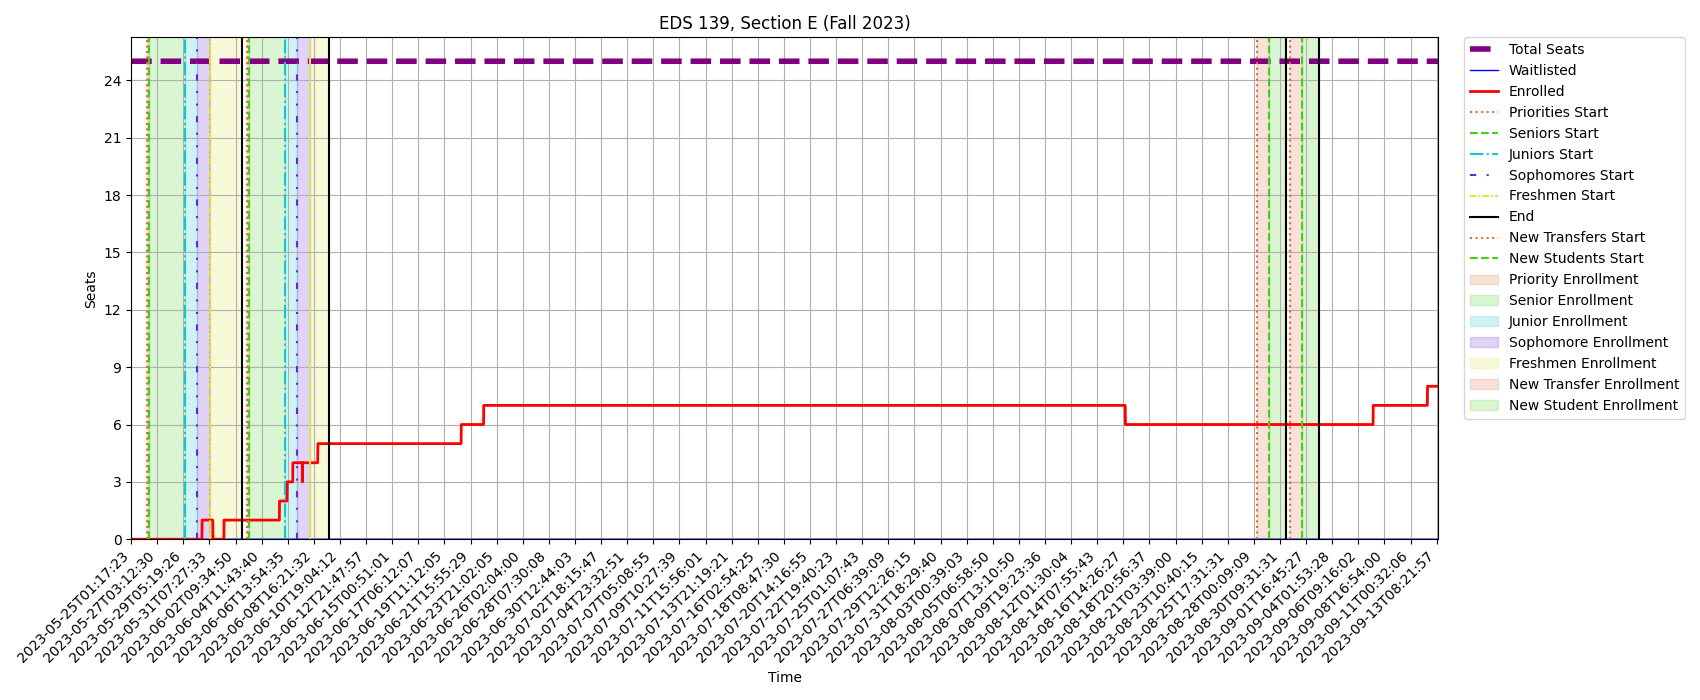 EDS 139, Section E (Fall 2023)
Seats
24
21
18
15
12
9
6
3
0
2023-05-25T01:17:23
2023-05-27T03:12:30
2023-05-29T05:19:26
2023-05-31T07:27:33
2023-06-02T09:34:50
2023-06-04T11:43:40
2023-06-06T13:54:35
2023-06-08T16:21:32
2023-06-10T19:04:12
2023-06-12T21:47:57
2023-06-15T00:51:01
2023-06-17T06:12:07
2023-06-19T11:12:05
2023-06-21T15:55:29
2023-06-23T21:02:05
2023-06-26T02:04:00
2023-06-28T07:30:08
2023-06-30T12:44:03
2023-07-02T18:15:47
2023-07-04T23:32:51
2023-07-07T05:08:55
2023-07-09T10:27:39
2023-07-11T15:56:01
2023-07-13T21:19:21
2023-07-16T02:54:25
2023-07-18T08:47:30
2023-07-20T14:16:55
2023-07-22T19:40:23
2023-07-25T01:07:43
2023-07-27T06:39:09
2023-07-29T12:26:15
2023-07-31T18:29:40
2023-08-03T00:39:03
2023-08-05T06:58:50
2023-08-07T13:10:50
2023-08-09T19:23:36
2023-08-12T01:30:04
2023-08-14T07:55:43
2023-08-16T14:26:27
2023-08-18T20:56:37
2023-08-21T03:39:00
2023-08-23T10:40:15
2023-08-25T17:31:31
2023-08-28T00:09:09
2023-08-30T09:31:31
2023-09-01T16:45:27
2023-09-04T01:53:28
2023-09-06T09:16:02
2023-09-08T16:54:00
2023-09-11T00:32:06
2023-09-13T08:21:57
Time
Total Seats
Waitlisted
Enrolled
Priorities Start
Seniors Start
Juniors Start
Sophomores Start
Freshmen Start
End
New Transfers Start
New Students Start
Priority Enrollment
Senior Enrollment
Junior Enrollment
Sophomore Enrollment
Freshmen Enrollment
New Transfer Enrollment
New Student Enrollment